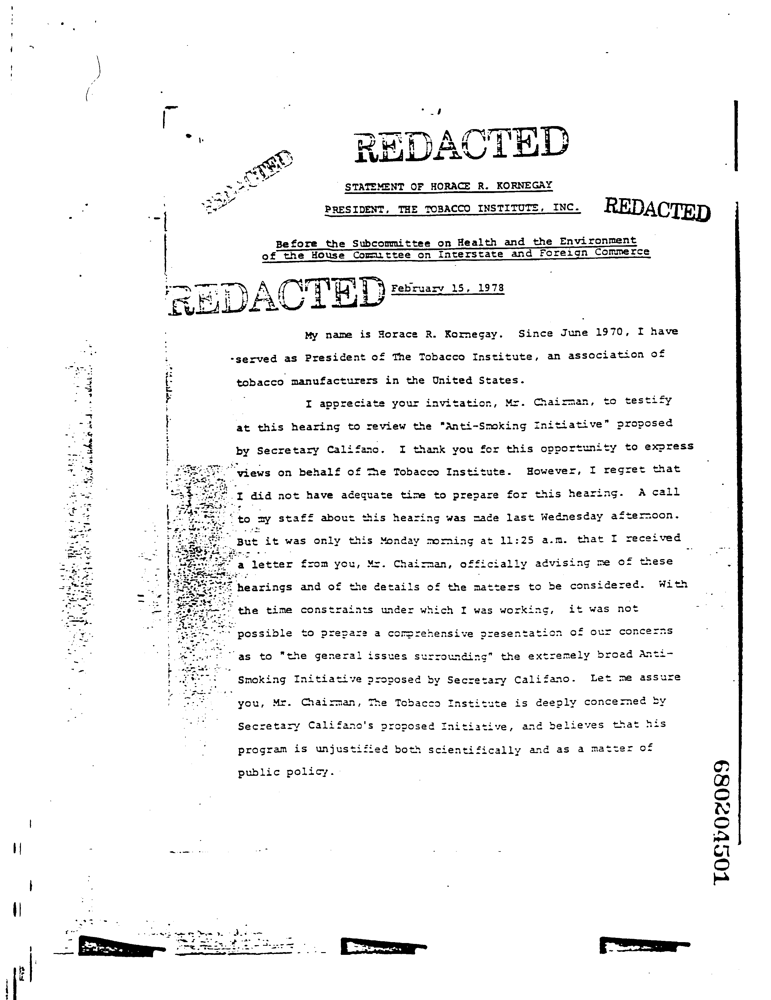 REDACTED
REDACTED
STATEMENT OF HORACE R. KORNEGAY
PRESIDENT, THE TOBACCO INSTITUTE, INC.
REDACTED
Before the Subcommittee on Health and the Environment
of the House Committee on Interstate and Foreign Commerce
REDACTED
February 15, 1978
My name is Horace R. Kornegay. Since June 1970, I have
served as President of The Tobacco Institute, an association of
tobacco manufacturers in the United States.
I appreciate your invitation, Mr. Chairman, to testify
at this hearing to review the "Anti-Smoking Initiative" proposed
by Secretary Califano. I thank you for this opportunity to express
views on behalf of The Tobacco Institute. However, I regret that
I did not have adequate time to prepare for this hearing. A call
to my staff about this hearing was made last Wednesday afternoon.
But it was only this Monday morning at 11:25 a.m. that I received
a letter from you, Mr. Chairman, officially advising me of these
hearings and of the details of the matters to be considered. With
the time constraints under which I was working, it was not
possible to prepare a comprehensive presentation of our concerns
as to "the general issues surrounding" the extremely broad Anti-
Smoking Initiative proposed by Secretary Califano. Let me assure
you, Mr. Chairman, The Tobacco Institute is deeply concerned by
Secretary Califano's proposed Initiative, and believes that his
program is unjustified both scientifically and as a matter of
public policy.
680204501